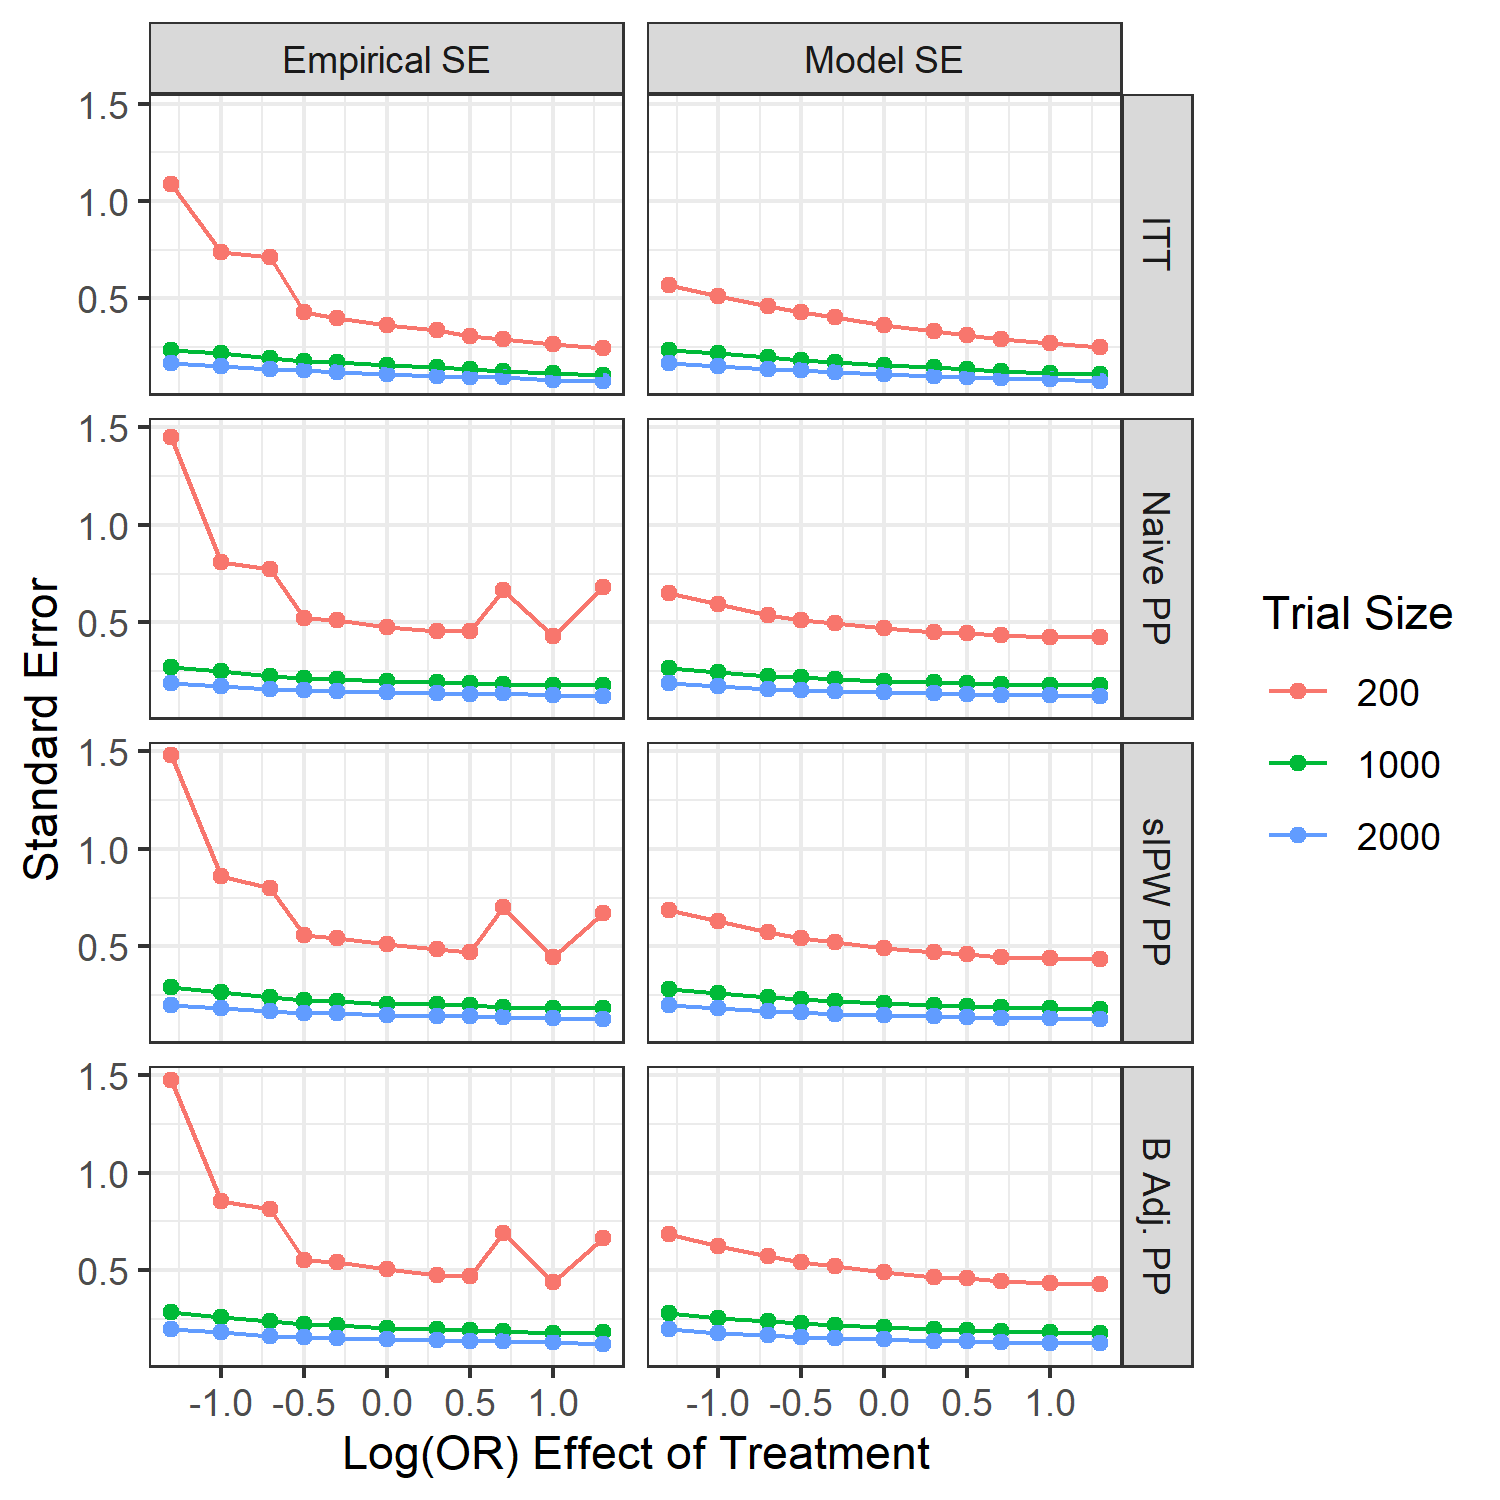 Empirical SE
Model SE
1.5
1.0
0.5
ITT
1.5
1.0
0.5
Naive PP
1.5
1.0
0.5
sIPW PP
1.5
1.0
0.5
B Adj. PP
-1.0 -0.5 0.0 0.5 1.0
-1.0 -0.5 0.0 0.5 1.0
Log(OR) Effect of Treatment
Standard Error
Trial Size
200
1000
2000